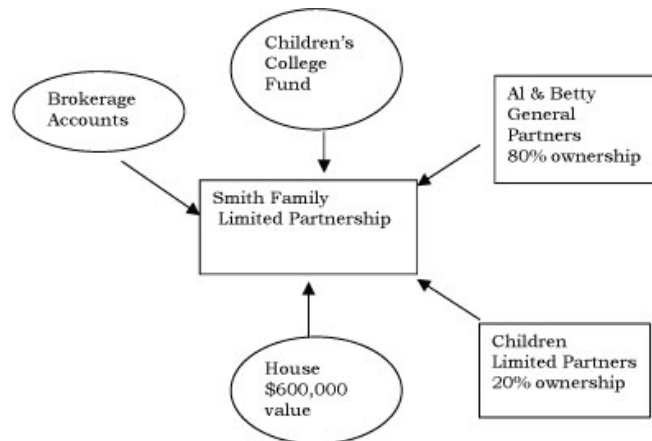 Children's
College
Fund
Brokerage
Accounts
Al & Betty
General
Partners
80% ownership
Smith Family
Limited Partnership
House
$600,000
value
Children
Limited Partners
20% ownership